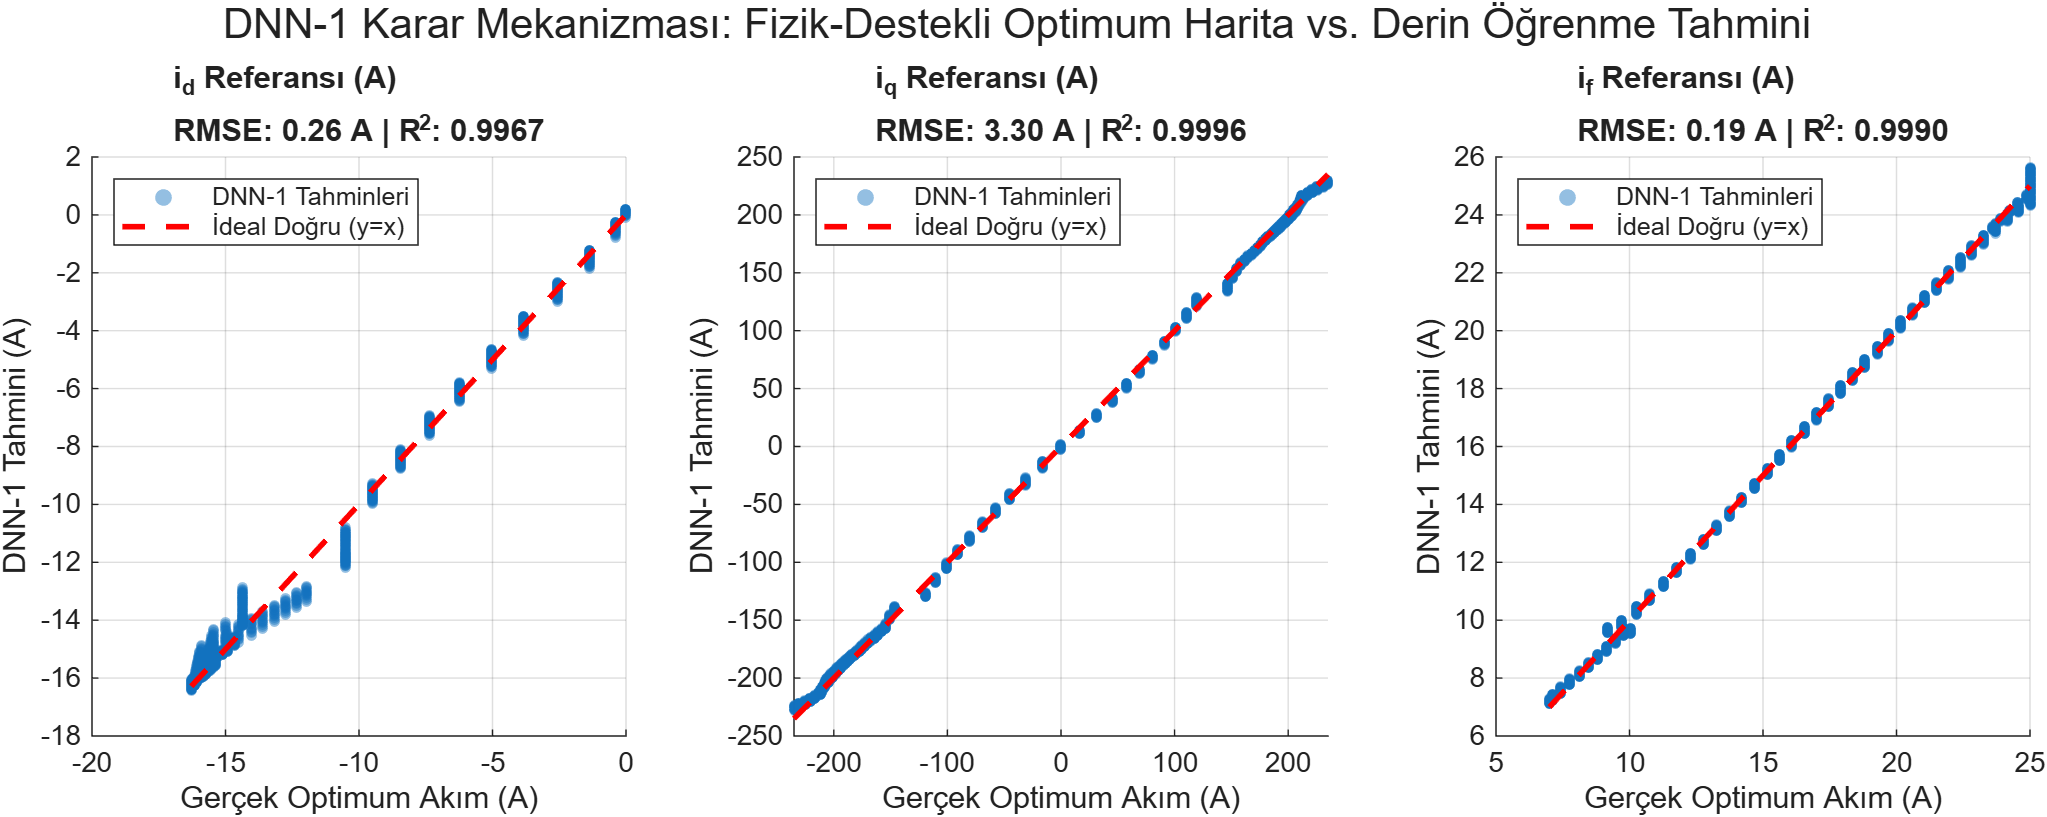 DNN-1 Karar Mekanizması: Fizik-Destekli Optimum Harita vs. Derin Öğrenme Tahmini
i_d Referansı (A)
RMSE: 0.26 A | R²: 0.9967
DNN-1 Tahminleri
İdeal Doğru (y=x)
DNN-1 Tahmini (A)
2
0
-2
-4
-6
-8
-10
-12
-14
-16
-18
-20
-15
-10
-5
0
Gerçek Optimum Akım (A)
i_q Referansı (A)
RMSE: 3.30 A | R²: 0.9996
DNN-1 Tahminleri
İdeal Doğru (y=x)
DNN-1 Tahmini (A)
250
200
150
100
50
0
-50
-100
-150
-200
-250
-200
-100
0
100
200
Gerçek Optimum Akım (A)
i_f Referansı (A)
RMSE: 0.19 A | R²: 0.9990
DNN-1 Tahminleri
İdeal Doğru (y=x)
DNN-1 Tahmini (A)
26
24
22
20
18
16
14
12
10
8
6
5
10
15
20
25
Gerçek Optimum Akım (A)